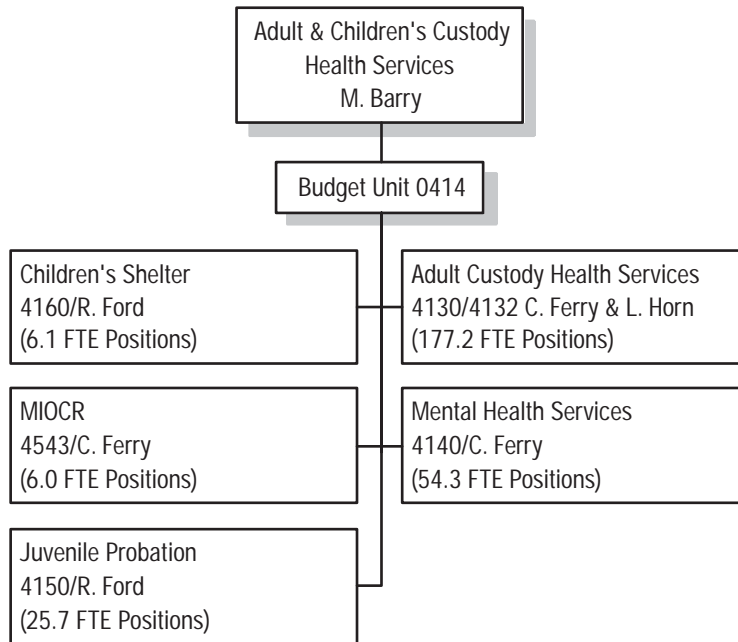 Adult & Children's Custody
Health Services
M. Barry
Budget Unit 0414
Children's Shelter
4160/R. Ford
(6.1 FTE Positions)
Adult Custody Health Services
4130/4132 C. Ferry & L. Horn
(177.2 FTE Positions)
MIOCR
4543/C. Ferry
(6.0 FTE Positions)
Mental Health Services
4140/C. Ferry
(54.3 FTE Positions)
Juvenile Probation
4150/R. Ford
(25.7 FTE Positions)